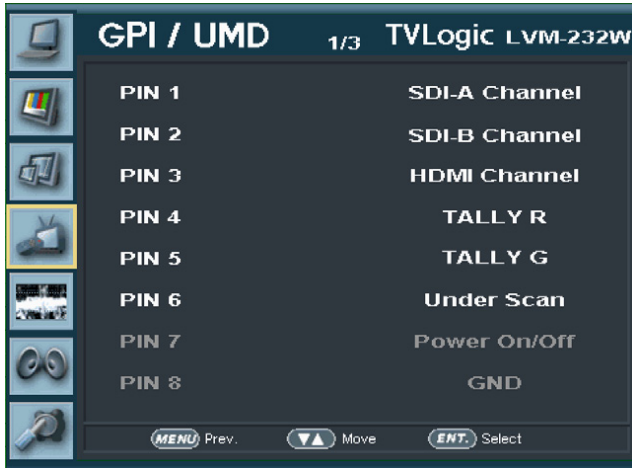 GPI / UMD 1/3 TVLogic LVM-232W
PIN 1 SDI-A Channel
PIN 2 SDI-B Channel
PIN 3 HDMI Channel
PIN 4 TALLY R
PIN 5 TALLY G
PIN 6 Under Scan
PIN 7 Power On/Off
PIN 8 GND
MENU Prev. ▼▲ Move ENT. Select